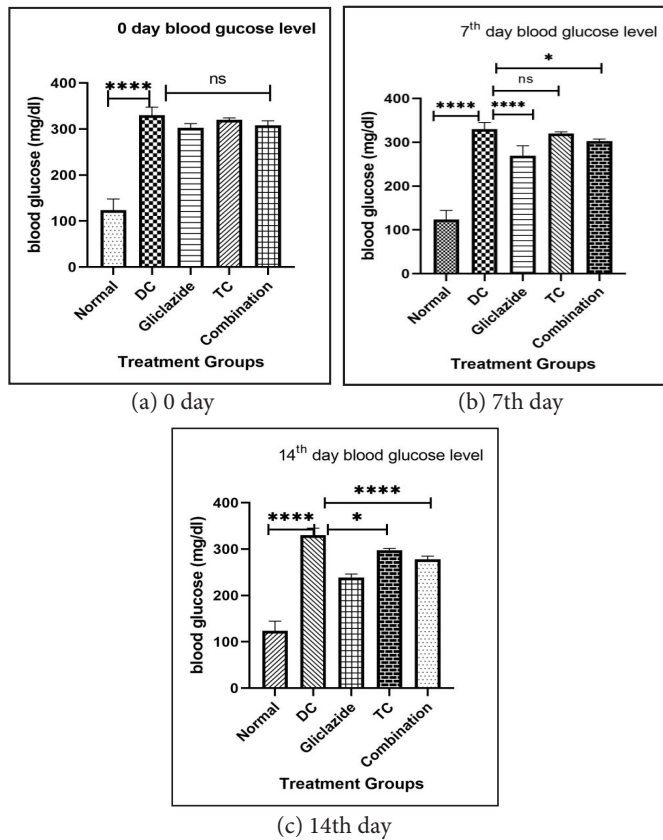 0 day blood gucose level
****
ns
400
300
200
100
0
blood glucose (mg/dl)
Normal
DC
Gliclazide
TC
Combination
Treatment Groups
(a) 0 day
7th day blood glucose level
*
ns
****
****
400
300
200
100
0
blood glucose (mg/dl)
Normal
DC
Gliclazide
TC
Combination
Treatment Groups
(b) 7th day
14th day blood glucose level
****
****
*
400
300
200
100
0
blood glucose (mg/dl)
Normal
DC
Gliclazide
TC
Combination
Treatment Groups
(c) 14th day